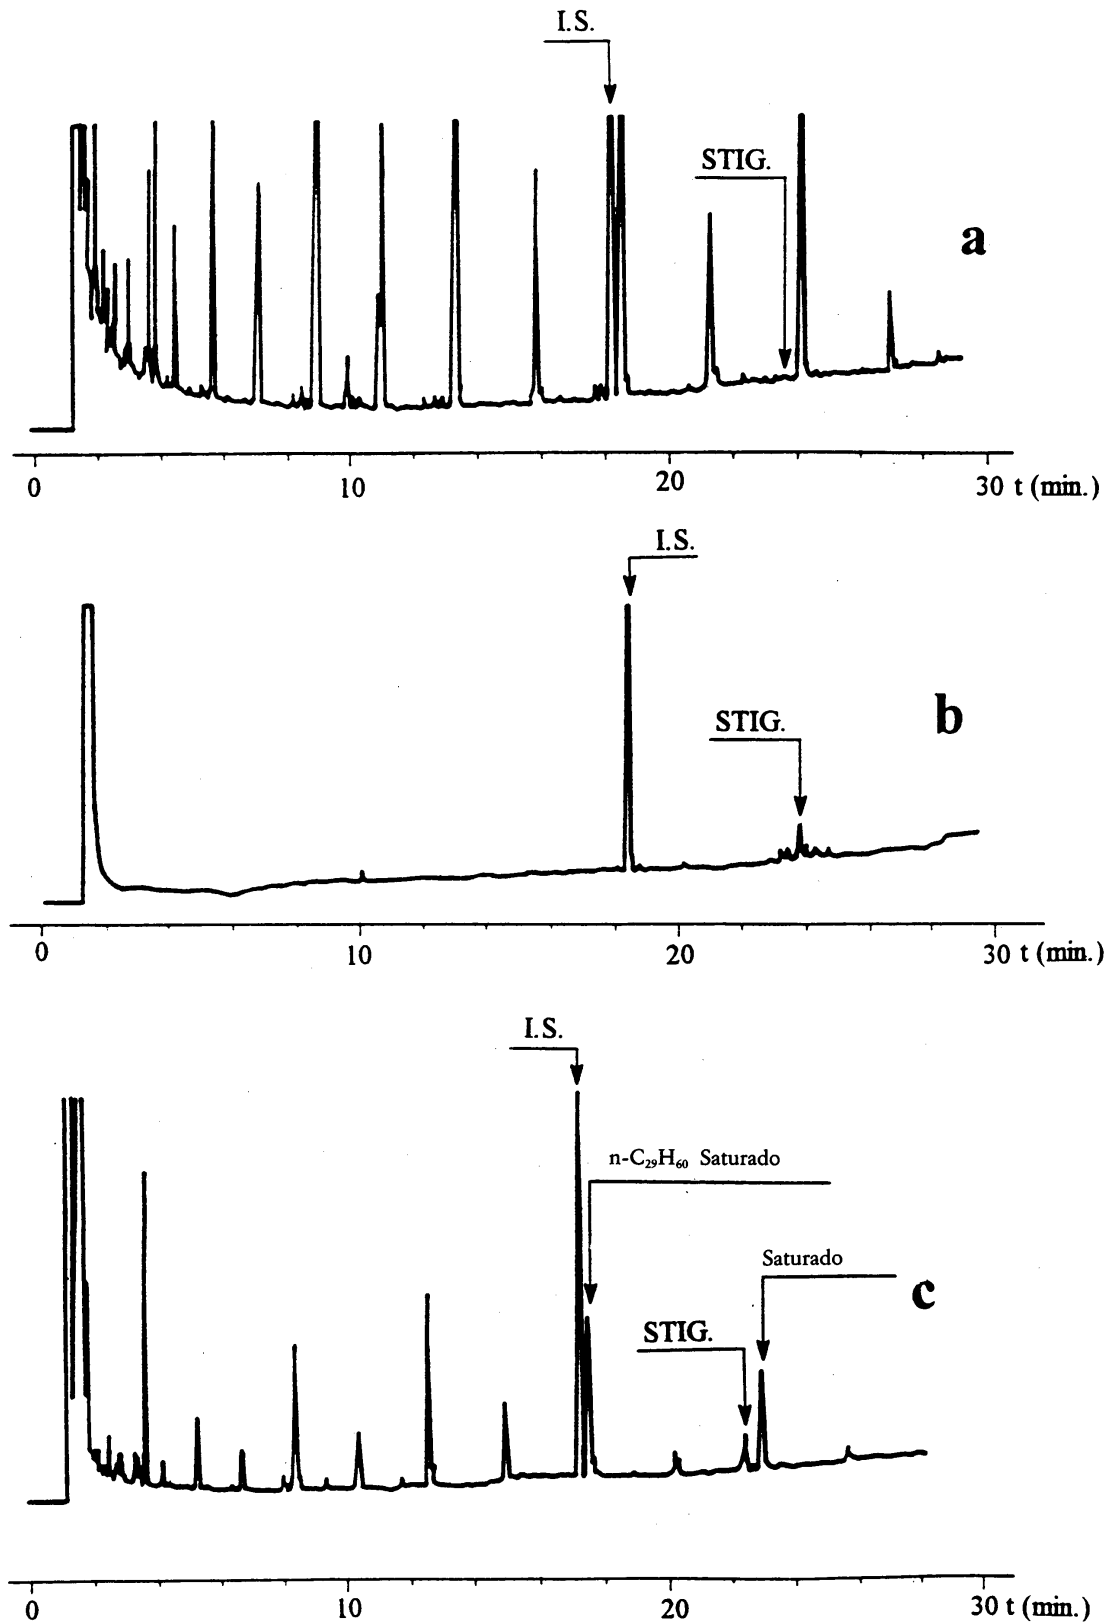 I.S.
STIG.
a
0 10 20 30 t (min.)
I.S.
STIG.
b
0 10 20 30 t (min.)
I.S.
n-C₂₉H₆₀ Saturado
Saturado
c
STIG.
0 10 20 30 t (min.)